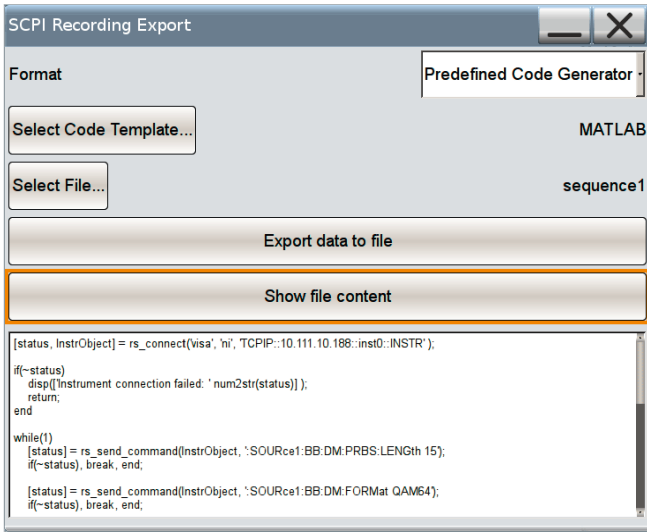 SCPI Recording Export
Format
Predefined Code Generator
Select Code Template...
MATLAB
Select File...
sequence1
Export data to file
Show file content
[status, InstrObject] = rs_connect('visa', 'ni', 'TCPIP::10.111.10.188::inst0::INSTR' );
if(~status)
disp(['Instrument connection failed: ' num2str(status)] );
return;
end
while(1)
[status] = rs_send_command(InstrObject, ':SOURce1:BB:DM:PRBS:LENGth 15');
if(~status), break, end;
[status] = rs_send_command(InstrObject, ':SOURce1:BB:DM:FORMat QAM64');
if(~status), break, end;